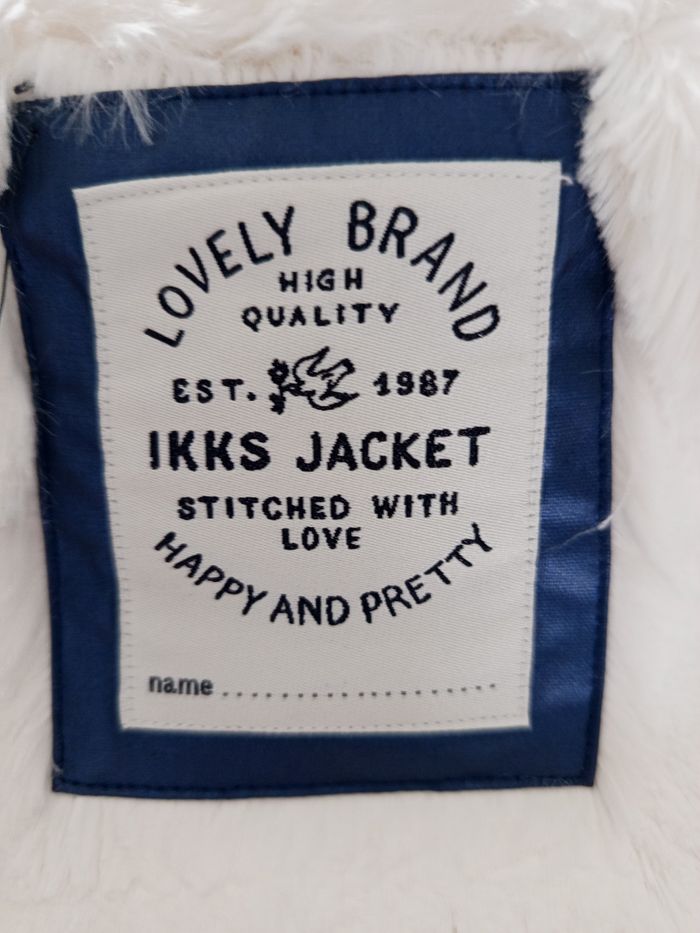 LOVELY BRAND
HIGH
QUALITY
EST. 1987
IKKS JACKET
STITCHED WITH
LOVE
HAPPY AND PRETTY
name....................